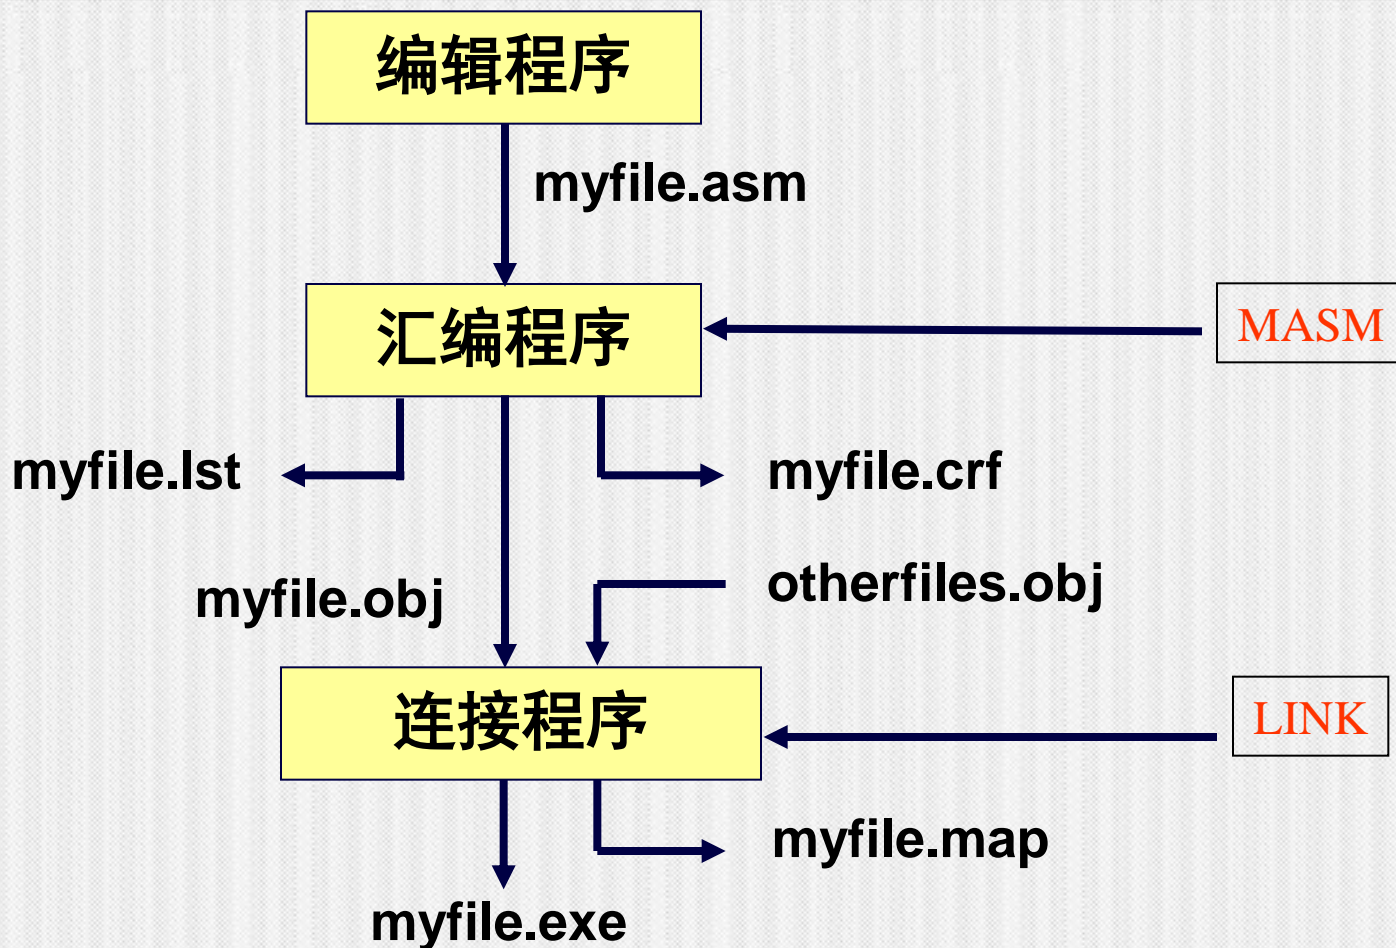 编辑程序
myfile.asm
汇编程序
MASM
myfile.lst
myfile.crf
myfile.obj
otherfiles.obj
连接程序
LINK
myfile.map
myfile.exe